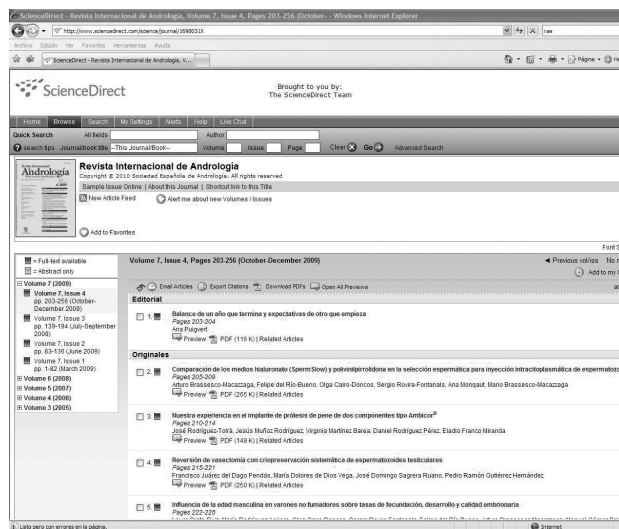 ScienceDirect - Revista Internacional de Andrología, Volume 7, Issue 4, Pages 203-256 (October- - Windows Internet Explorer
http://www.sciencedirect.com/science/journal/1698031X
rae
Archivo Edición Ver Favoritos Herramientas Ayuda
ScienceDirect - Revista Internacional de Andrología, V...
Página
ScienceDirect
Brought to you by:
The ScienceDirect Team
Home Browse Search My Settings Alerts Help Live Chat
Quick Search All fields Author
search tips Journal/book title --This Journal/Book-- Volume Issue Page Clear Go Advanced Search
Andrología
Revista Internacional de Andrología
Copyright © 2010 Sociedad Española de Andrología. All rights reserved
Sample Issue Online | About this Journal | Shortcut link to this Title
New Article Feed Alert me about new Volumes / Issues
Add to Favorites
Font S
= Full-text available
= Abstract only
Volume 7 (2009)
Volume 7, Issue 4
pp. 203-256 (October-December 2009)
Volume 7, Issue 3
pp. 139-194 (July-September 2009)
Volume 7, Issue 2
pp. 83-136 (June 2009)
Volume 7, Issue 1
pp. 1-82 (March 2009)
Volume 6 (2008)
Volume 5 (2007)
Volume 4 (2006)
Volume 3 (2005)
Volume 7, Issue 4, Pages 203-256 (October-December 2009)
Previous vol/iss No n
Add to my
Email Articles Export Citations Download PDFs Open All Previews
Editorial
1. Balance de un año que termina y expectativas de otro que empieza
Pages 203-204
Ana Puigvert
Preview PDF (116 K) | Related Articles
Originales
2. Comparación de los medios hialuronato (SpermSlow) y polivinilpirrolidona en la selección espermática para inyección intracitoplasmática de espermatozo
Pages 205-209
Arturo Brassesco-Macazzaga, Felipe del Río-Bueno, Olga Cairo-Doncos, Sergio Rovira-Fontanals, Ana Monqaut, Mario Brassesco-Macazzaga
Preview PDF (265 K) | Related Articles
3. Nuestra experiencia en el implante de prótesis de pene de dos componentes tipo Ambicor®
Pages 210-214
José Rodríguez-Tolrà, Jesús Muñoz Rodríguez, Virginia Martínez Barea, Daniel Rodríguez Pérez, Eladio Franco Miranda
Preview PDF (149 K) | Related Articles
4. Reversión de vasectomía con criopreservación sistemática de espermatozoides testiculares
Pages 215-221
Francisco Juárez del Dago Pendás, María Dolores de Dios Vega, José Domingo Sagrera Ruano, Pedro Ramón Gutiérrez Hernández
Preview PDF (250 K) | Related Articles
5. Influencia de la edad masculina en varones no fumadores sobre tasas de fecundación, desarrollo y calidad embrionaria
Pages 222-226
Listo pero con errores en la página.
Internet